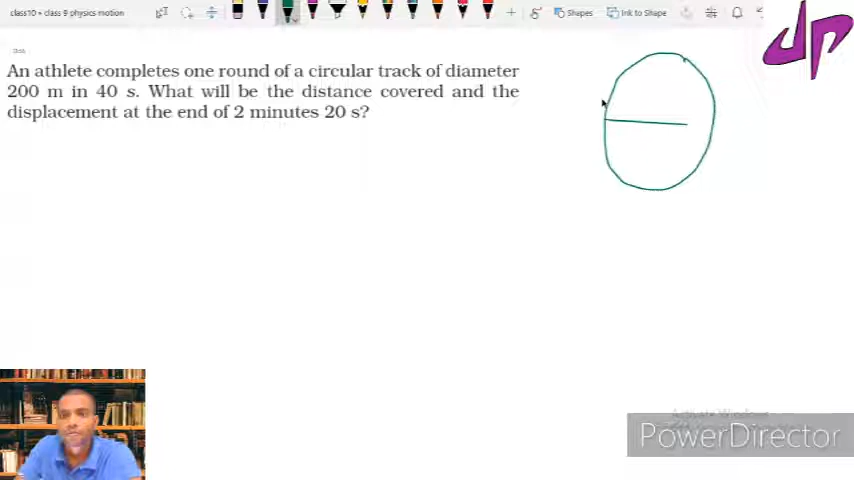 class10 + class 9 physics motion
Shapes
Ink to Shape
An athlete completes one round of a circular track of diameter
200 m in 40 s. What will be the distance covered and the
displacement at the end of 2 minutes 20 s?
Activate Windows
PowerDirector